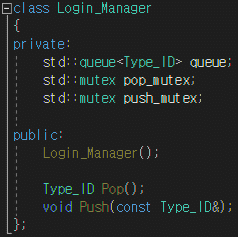 class Login_Manager
{
private:
    std::queue<Type_ID> queue;
    std::mutex pop_mutex;
    std::mutex push_mutex;

public:
    Login_Manager();

    Type_ID Pop();
    void Push(const Type_ID&);
};